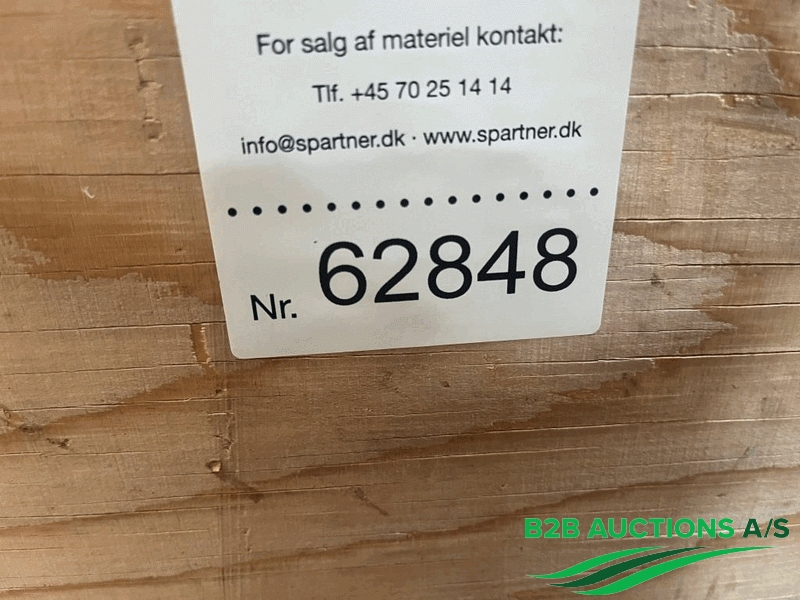 For salg af materiel kontakt:
Tlf. +45 70 25 14 14
info@spartner.dk · www.spartner.dk
Nr. 62848
B2B AUCTIONS A/S